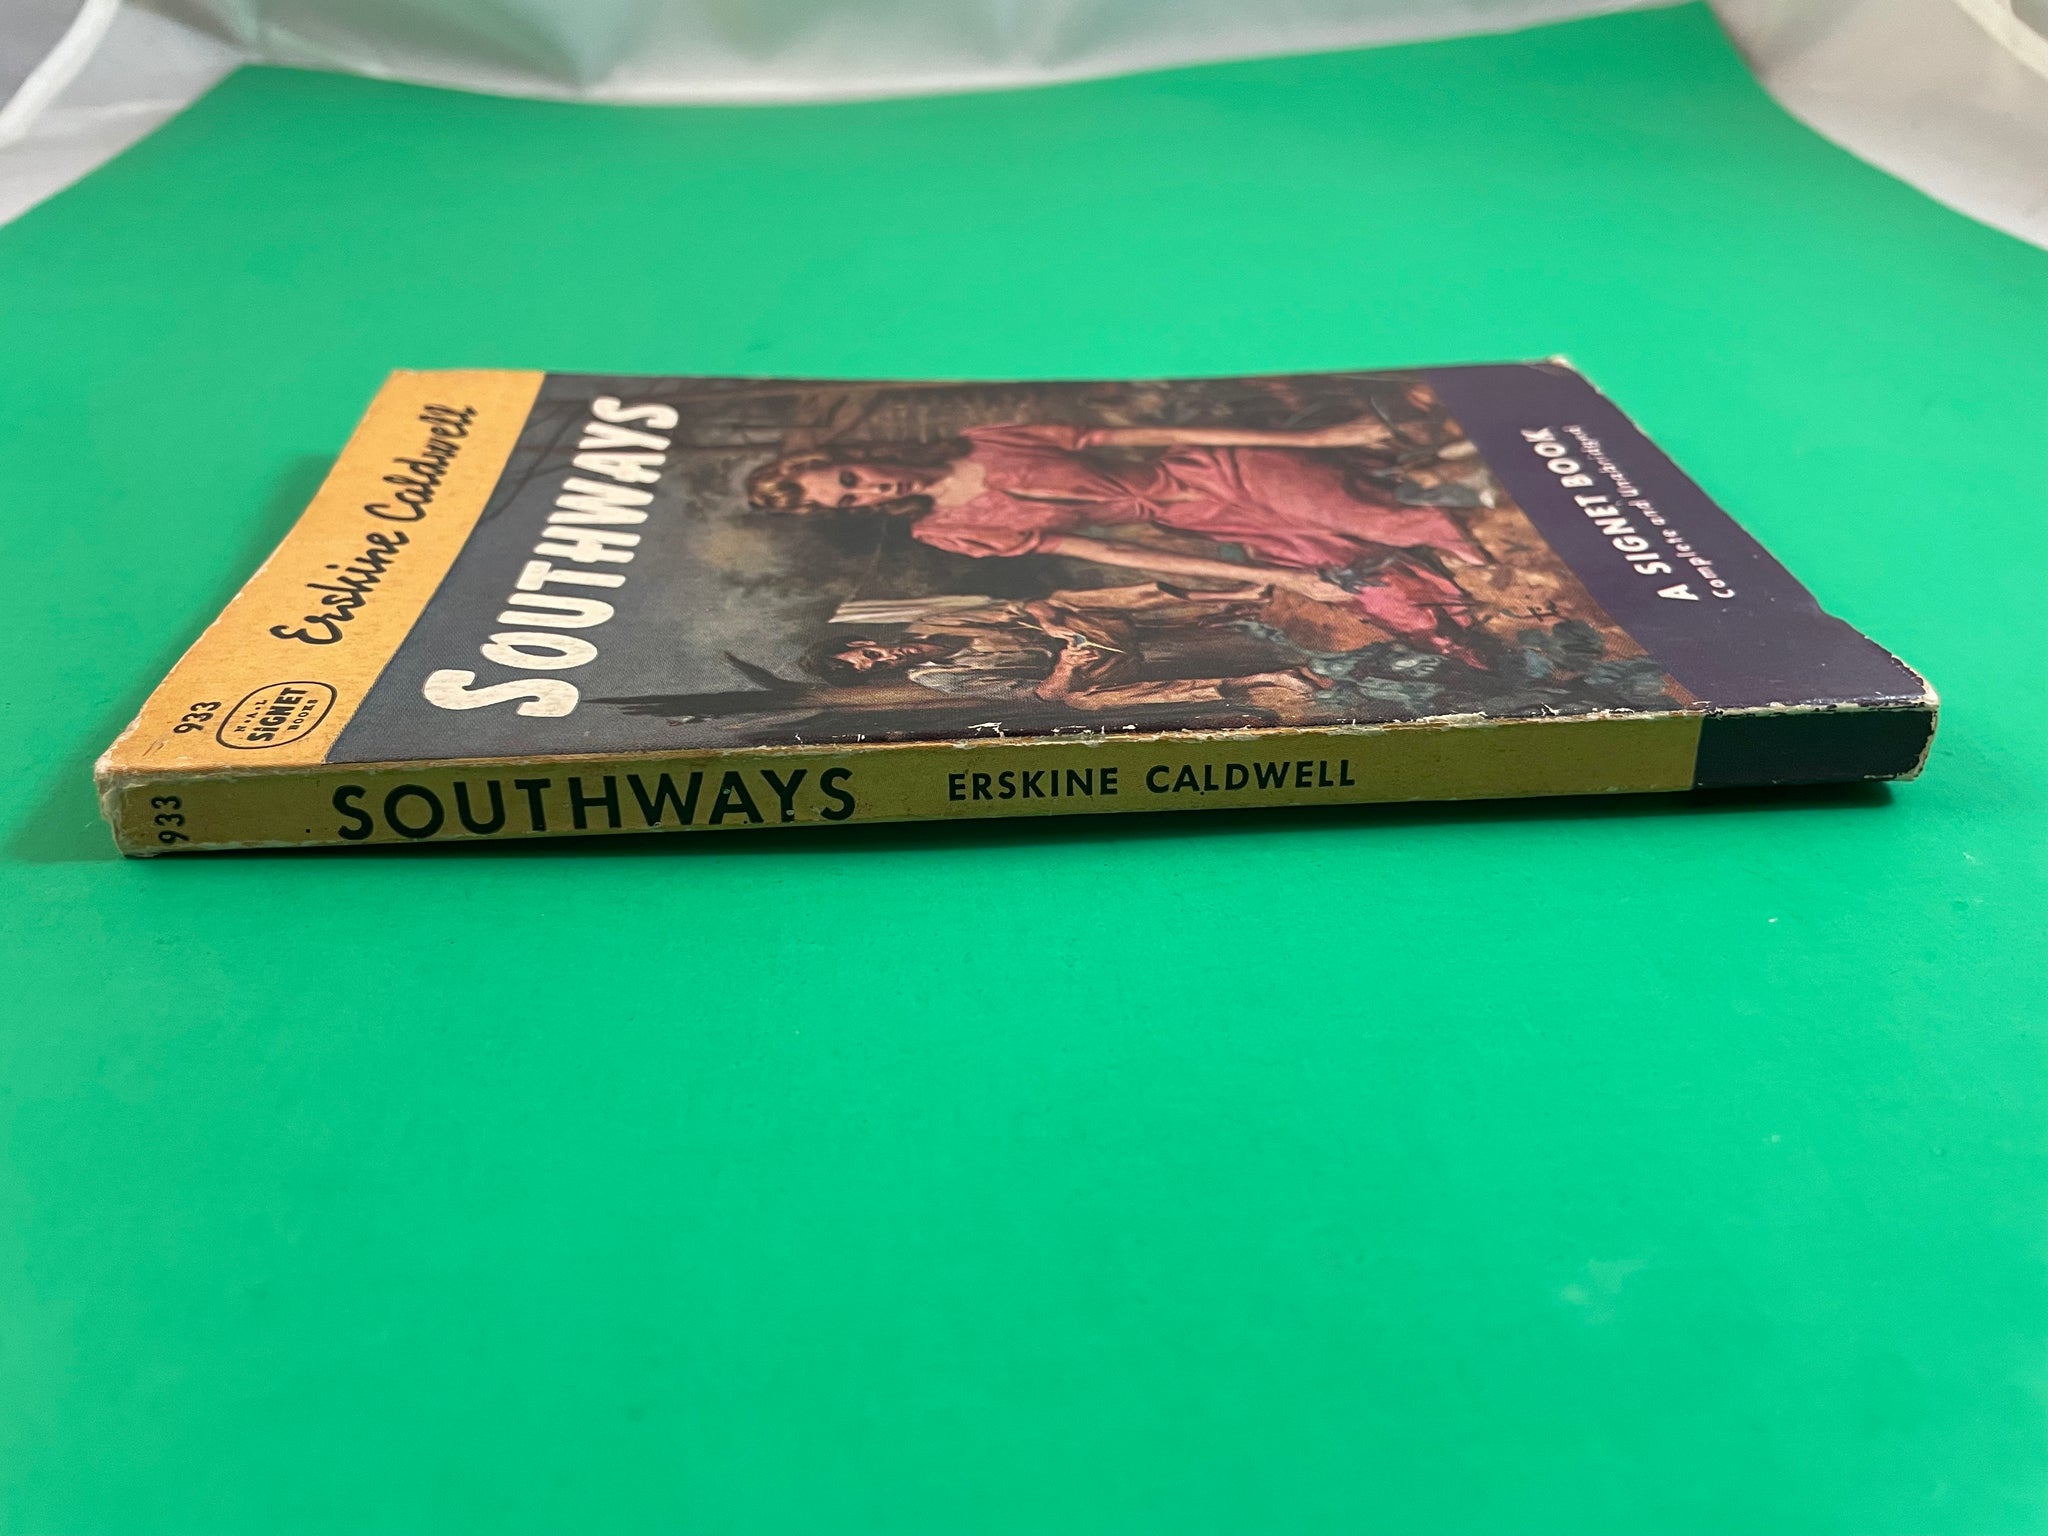 933
N·A·L
SIGNET
BOOKS
Erskine Caldwell
SOUTHWAYS
A SIGNET BOOK
Complete and Unabridged
933
SOUTHWAYS ERSKINE CALDWELL